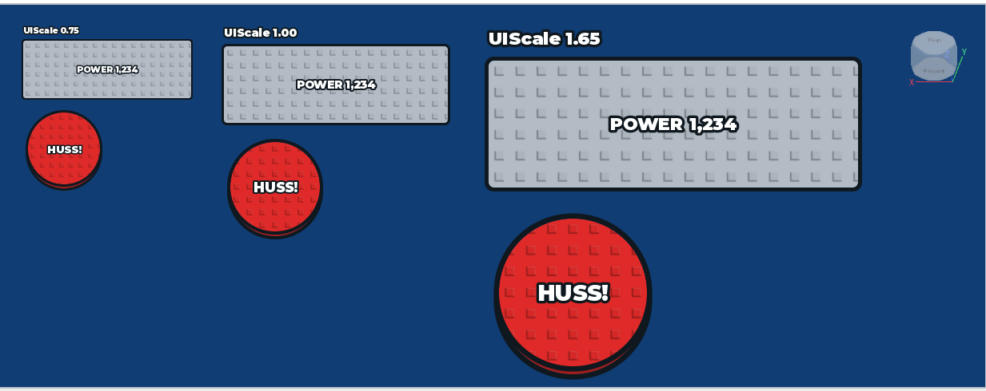 UIScale 0.75
POWER 1,234
HUSS!
UIScale 1.00
POWER 1,234
HUSS!
UIScale 1.65
POWER 1,234
HUSS!
X
Y